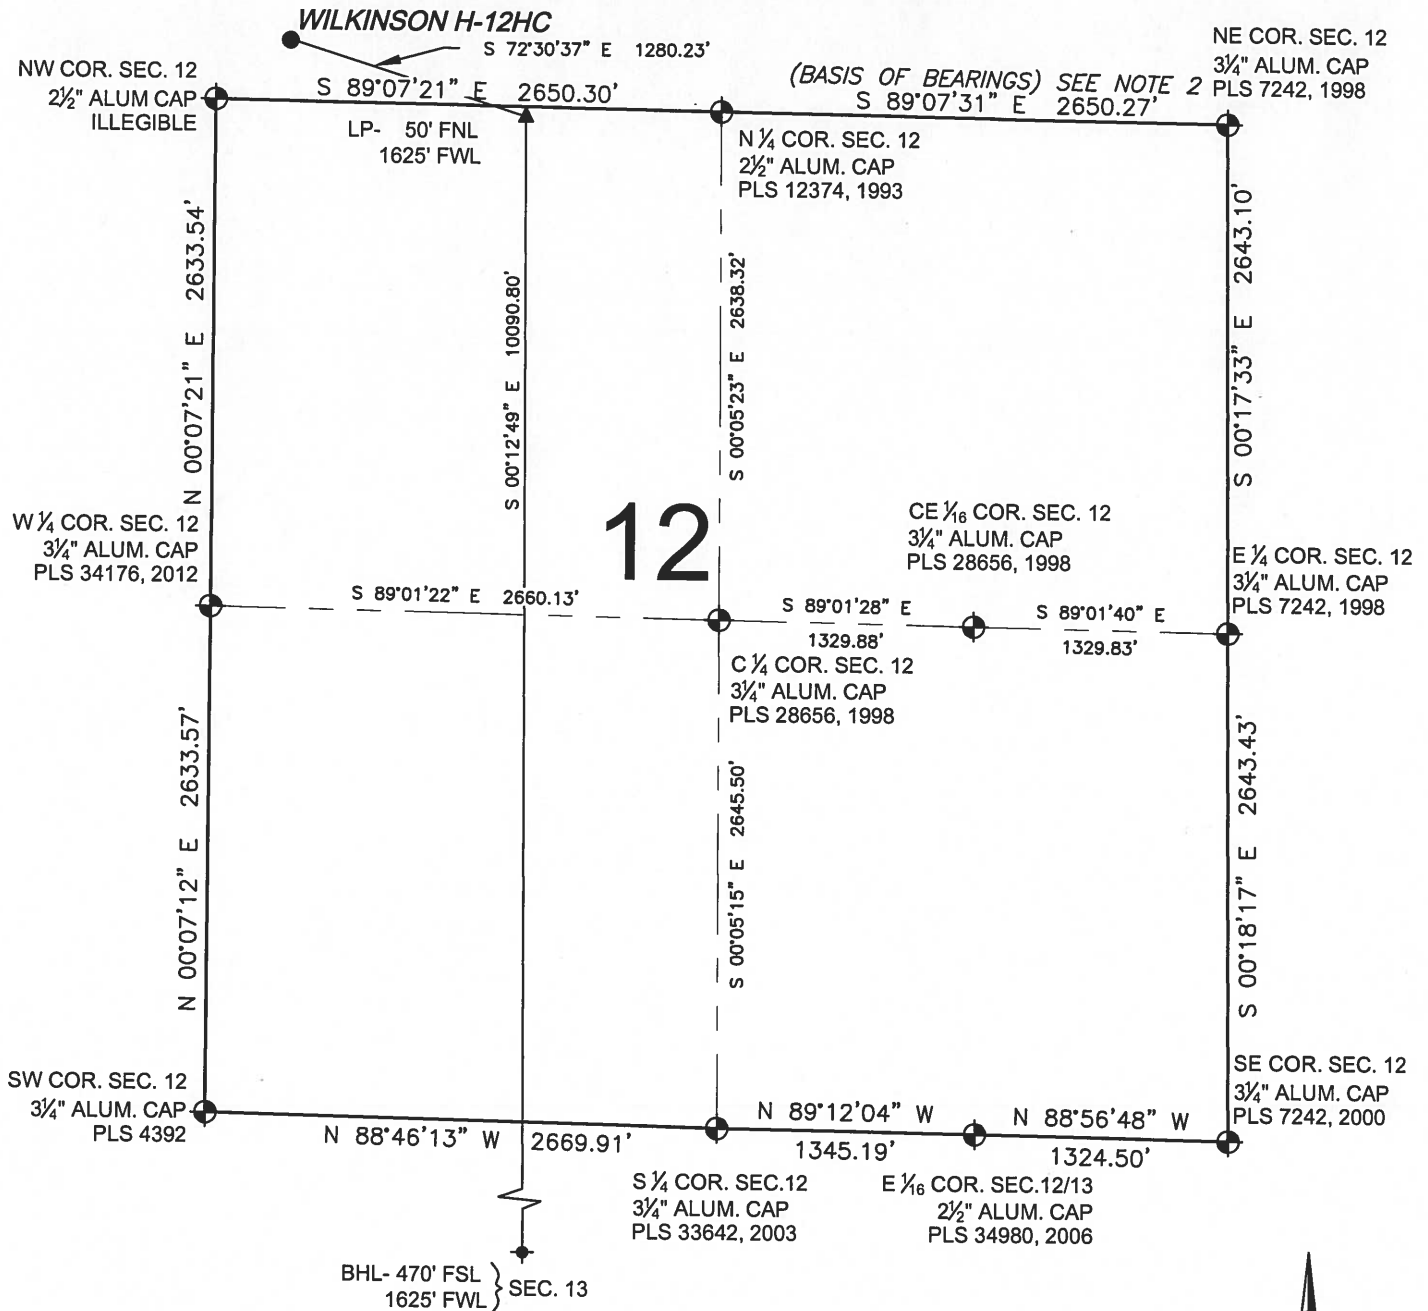 WILKINSON H-12HC
S 72°30'37" E 1280.23'
NW COR. SEC. 12
2½" ALUM CAP
ILLEGIBLE
S 89°07'21" E 2650.30'
LP- 50' FNL
1625' FWL
(BASIS OF BEARINGS) SEE NOTE 2
S 89°07'31" E 2650.27'
NE COR. SEC. 12
3¼" ALUM. CAP
PLS 7242, 1998
N ¼ COR. SEC. 12
2½" ALUM. CAP
PLS 12374, 1993
N 00°07'21" E 2633.54'
S 00°12'49" E 10090.80'
S 00°05'23" E 2638.32'
S 00°17'33" E 2643.10'
12
W ¼ COR. SEC. 12
3¼" ALUM. CAP
PLS 34176, 2012
CE 1⁄16 COR. SEC. 12
3¼" ALUM. CAP
PLS 28656, 1998
E ¼ COR. SEC. 12
3¼" ALUM. CAP
PLS 7242, 1998
S 89°01'22" E 2660.13'
S 89°01'28" E
1329.88'
S 89°01'40" E
1329.83'
C ¼ COR. SEC. 12
3¼" ALUM. CAP
PLS 28656, 1998
N 00°07'12" E 2633.57'
S 00°05'15" E 2645.50'
S 00°18'17" E 2643.43'
SW COR. SEC. 12
3¼" ALUM. CAP
PLS 4392
N 88°46'13" W 2669.91'
N 89°12'04" W
1345.19'
N 88°56'48" W
1324.50'
SE COR. SEC. 12
3¼" ALUM. CAP
PLS 7242, 2000
S ¼ COR. SEC.12
3¼" ALUM. CAP
PLS 33642, 2003
E 1⁄16 COR. SEC.12/13
2½" ALUM. CAP
PLS 34980, 2006
BHL- 470' FSL
1625' FWL
SEC. 13